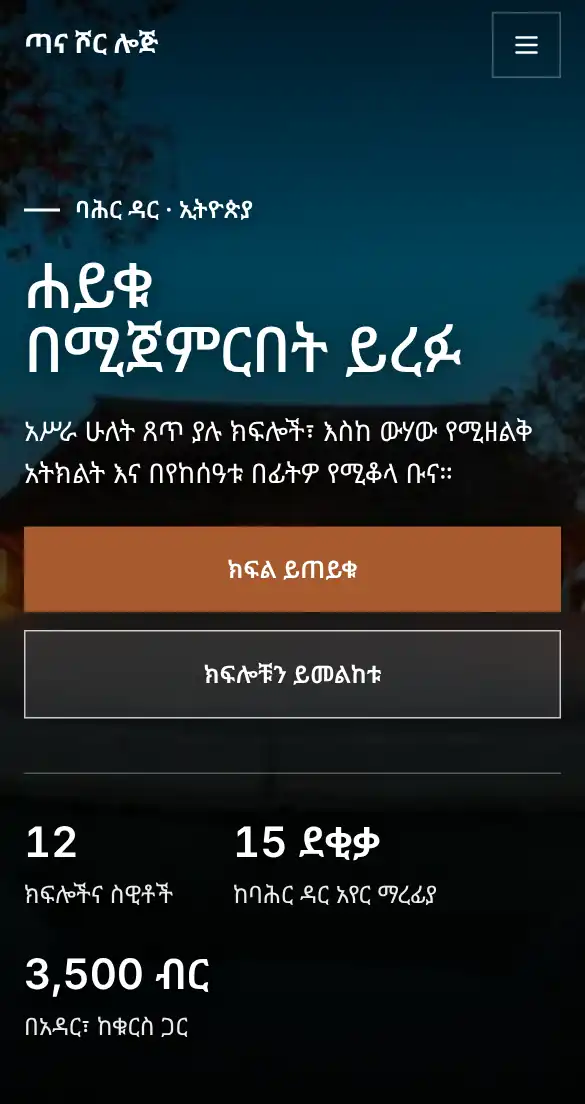 ጣና ሾር ሎጅ
ባሕር ዳር · ኢትዮጵያ
ሐይቁ
በሚጀምርበት ይረፉ
አሥራ ሁለት ጸጥ ያሉ ክፍሎች፣ እስከ ውሃው የሚዘልቅ
አትክልት እና በየከሰዓቱ በፊትዎ የሚቆላ ቡና።
ክፍል ይጠይቁ
ክፍሎቹን ይመልከቱ
12
ክፍሎችና ስዊቶች
15 ደቂቃ
ከባሕር ዳር አየር ማረፊያ
3,500 ብር
በአዳር፣ ከቁርስ ጋር